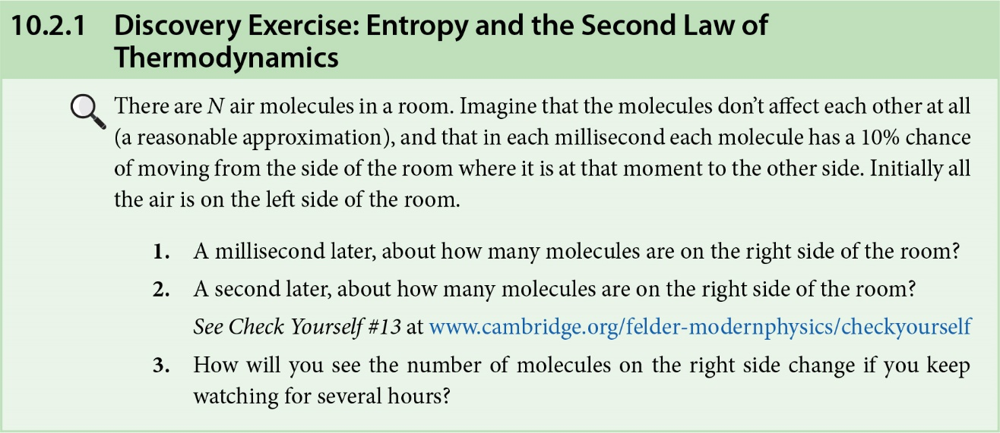 10.2.1 Discovery Exercise: Entropy and the Second Law of
Thermodynamics
There are N air molecules in a room. Imagine that the molecules don’t affect each other at all
(a reasonable approximation), and that in each millisecond each molecule has a 10% chance
of moving from the side of the room where it is at that moment to the other side. Initially all
the air is on the left side of the room.
1. A millisecond later, about how many molecules are on the right side of the room?
2. A second later, about how many molecules are on the right side of the room?
See Check Yourself #13 at www.cambridge.org/felder-modernphysics/checkyourself
3. How will you see the number of molecules on the right side change if you keep
watching for several hours?